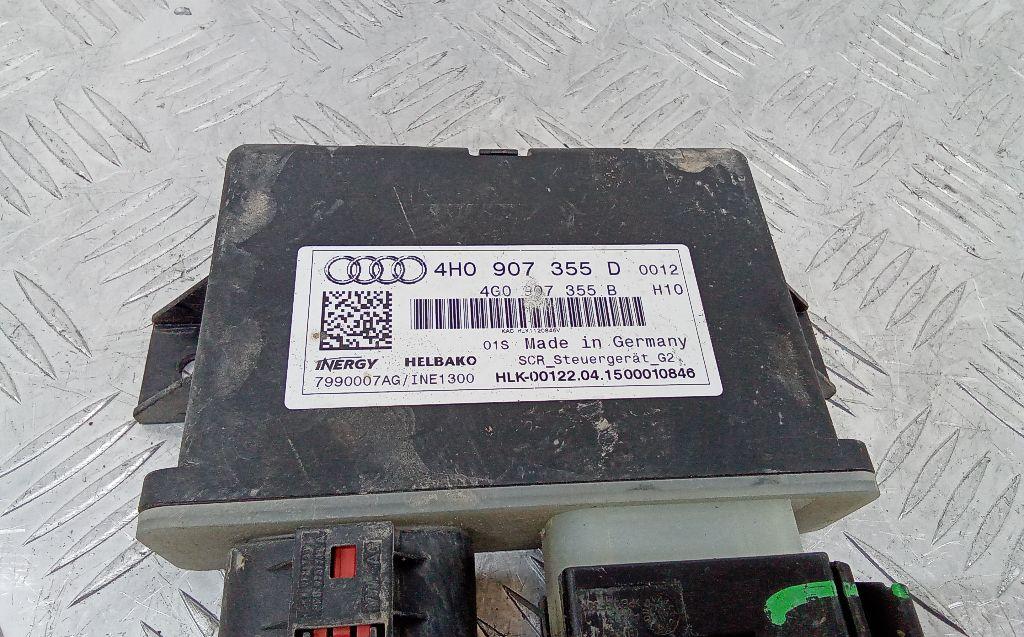 4H0 907 355 D 0012
4G0 907 355 B H10
01S Made in Germany
INERGY HELBAKO SCR_Steuergerät_G2
7990007AG/INE1300 HLK-00122.04.1500010846